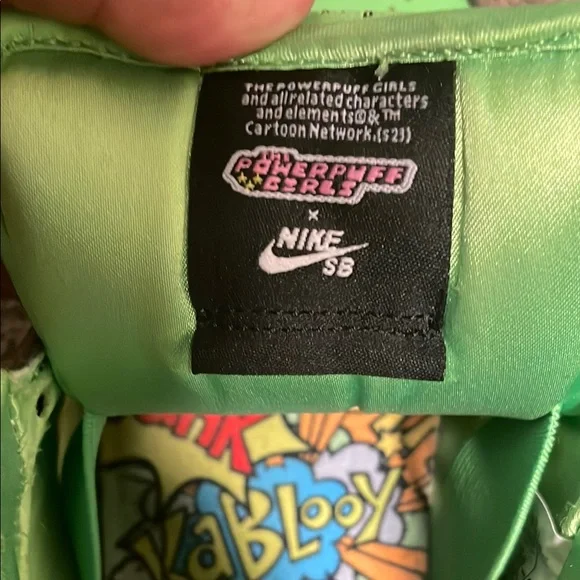 THE POWERPUFF GIRLS
and all related characters
and elements©&™
Cartoon Network.(s23)
THE
POWERPUFF
GIRLS
x
NIKE
SB
KaBLOOY